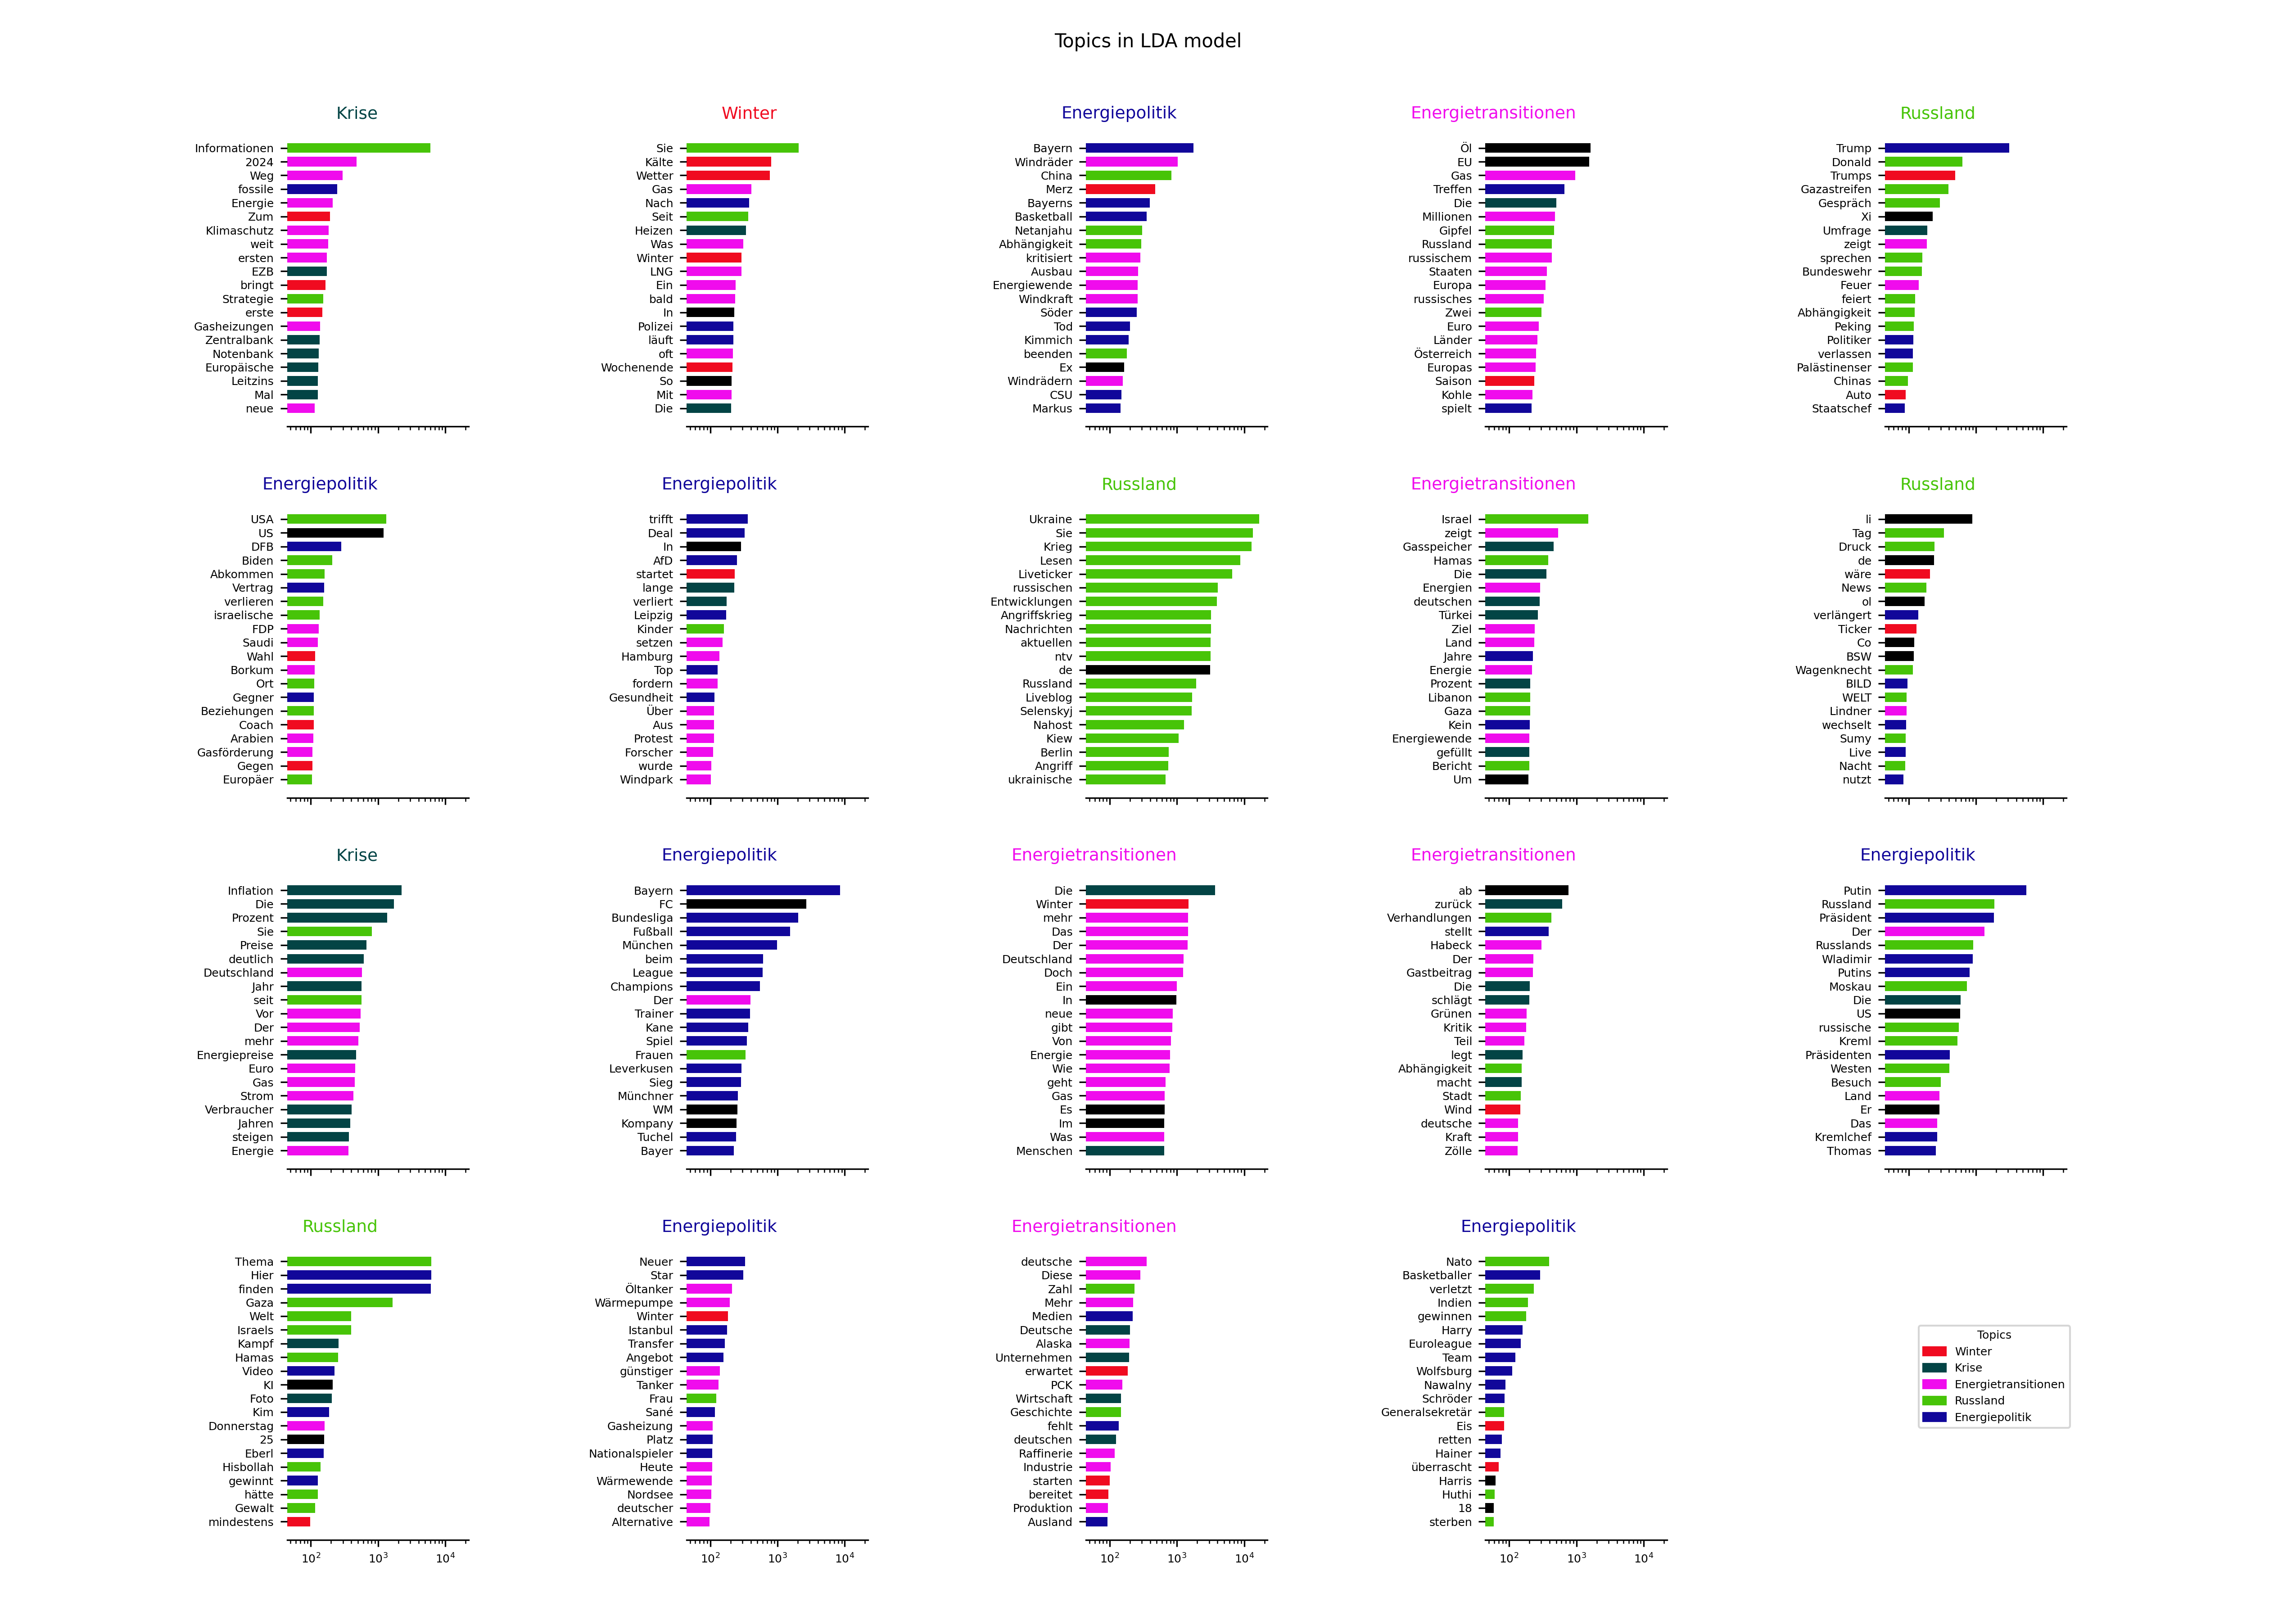 Topics in LDA model
Krise
Informationen
2024
Weg
fossile
Energie
Zum
Klimaschutz
weit
ersten
EZB
bringt
Strategie
erste
Gasheizungen
Zentralbank
Notenbank
Europäische
Leitzins
Mal
neue
Winter
Sie
Kälte
Wetter
Gas
Nach
Seit
Heizen
Was
Winter
LNG
Ein
bald
In
Polizei
läuft
oft
Wochenende
So
Mit
Die
Energiepolitik
Bayern
Windräder
China
Merz
Bayerns
Basketball
Netanjahu
Abhängigkeit
kritisiert
Ausbau
Energiewende
Windkraft
Söder
Tod
Kimmich
beenden
Ex
Windrädern
CSU
Markus
Energietransitionen
Öl
EU
Gas
Treffen
Die
Millionen
Gipfel
Russland
russischem
Staaten
Europa
russisches
Zwei
Euro
Länder
Österreich
Europas
Saison
Kohle
spielt
Russland
Trump
Donald
Trumps
Gazastreifen
Gespräch
Xi
Umfrage
zeigt
sprechen
Bundeswehr
Feuer
feiert
Abhängigkeit
Peking
Politiker
verlassen
Palästinenser
Chinas
Auto
Staatschef
Energiepolitik
USA
US
DFB
Biden
Abkommen
Vertrag
verlieren
israelische
FDP
Saudi
Wahl
Borkum
Ort
Gegner
Beziehungen
Coach
Arabien
Gasförderung
Gegen
Europäer
Energiepolitik
trifft
Deal
In
AfD
startet
lange
verliert
Leipzig
Kinder
setzen
Hamburg
Top
fordern
Gesundheit
Über
Aus
Protest
Forscher
wurde
Windpark
Russland
Ukraine
Sie
Krieg
Lesen
Liveticker
russischen
Entwicklungen
Angriffskrieg
Nachrichten
aktuellen
ntv
de
Russland
Liveblog
Selenskyj
Nahost
Kiew
Berlin
Angriff
ukrainische
Energietransitionen
Israel
zeigt
Gasspeicher
Hamas
Die
Energien
deutschen
Türkei
Ziel
Land
Jahre
Energie
Prozent
Libanon
Gaza
Kein
Energiewende
gefüllt
Bericht
Um
Russland
li
Tag
Druck
de
wäre
News
ol
verlängert
Ticker
Co
BSW
Wagenknecht
BILD
WELT
Lindner
wechselt
Sumy
Live
Nacht
nutzt
Krise
Inflation
Die
Prozent
Sie
Preise
deutlich
Deutschland
Jahr
seit
Vor
Der
mehr
Energiepreise
Euro
Gas
Strom
Verbraucher
Jahren
steigen
Energie
Energiepolitik
Bayern
FC
Bundesliga
Fußball
München
beim
League
Champions
Der
Trainer
Kane
Spiel
Frauen
Leverkusen
Sieg
Münchner
WM
Kompany
Tuchel
Bayer
Energietransitionen
Die
Winter
mehr
Das
Der
Deutschland
Doch
Ein
In
neue
gibt
Von
Energie
Wie
geht
Gas
Es
Im
Was
Menschen
Energietransitionen
ab
zurück
Verhandlungen
stellt
Habeck
Der
Gastbeitrag
Die
schlägt
Grünen
Kritik
Teil
legt
Abhängigkeit
macht
Stadt
Wind
deutsche
Kraft
Zölle
Energiepolitik
Putin
Russland
Präsident
Der
Russlands
Wladimir
Putins
Moskau
Die
US
russische
Kreml
Präsidenten
Westen
Besuch
Land
Er
Das
Kremlchef
Thomas
Russland
Thema
Hier
finden
Gaza
Welt
Israels
Kampf
Hamas
Video
KI
Foto
Kim
Donnerstag
25
Eberl
Hisbollah
gewinnt
hätte
Gewalt
mindestens
10² 10³ 10⁴
Energiepolitik
Neuer
Star
Öltanker
Wärmepumpe
Winter
Istanbul
Transfer
Angebot
günstiger
Tanker
Frau
Sané
Gasheizung
Platz
Nationalspieler
Heute
Wärmewende
Nordsee
deutscher
Alternative
10² 10³ 10⁴
Energietransitionen
deutsche
Diese
Zahl
Mehr
Medien
Deutsche
Alaska
Unternehmen
erwartet
PCK
Wirtschaft
Geschichte
fehlt
deutschen
Raffinerie
Industrie
starten
bereitet
Produktion
Ausland
10² 10³ 10⁴
Energiepolitik
Nato
Basketballer
verletzt
Indien
gewinnen
Harry
Euroleague
Team
Wolfsburg
Nawalny
Schröder
Generalsekretär
Eis
retten
Hainer
überrascht
Harris
Huthi
18
sterben
10² 10³ 10⁴
Topics
Winter
Krise
Energietransitionen
Russland
Energiepolitik